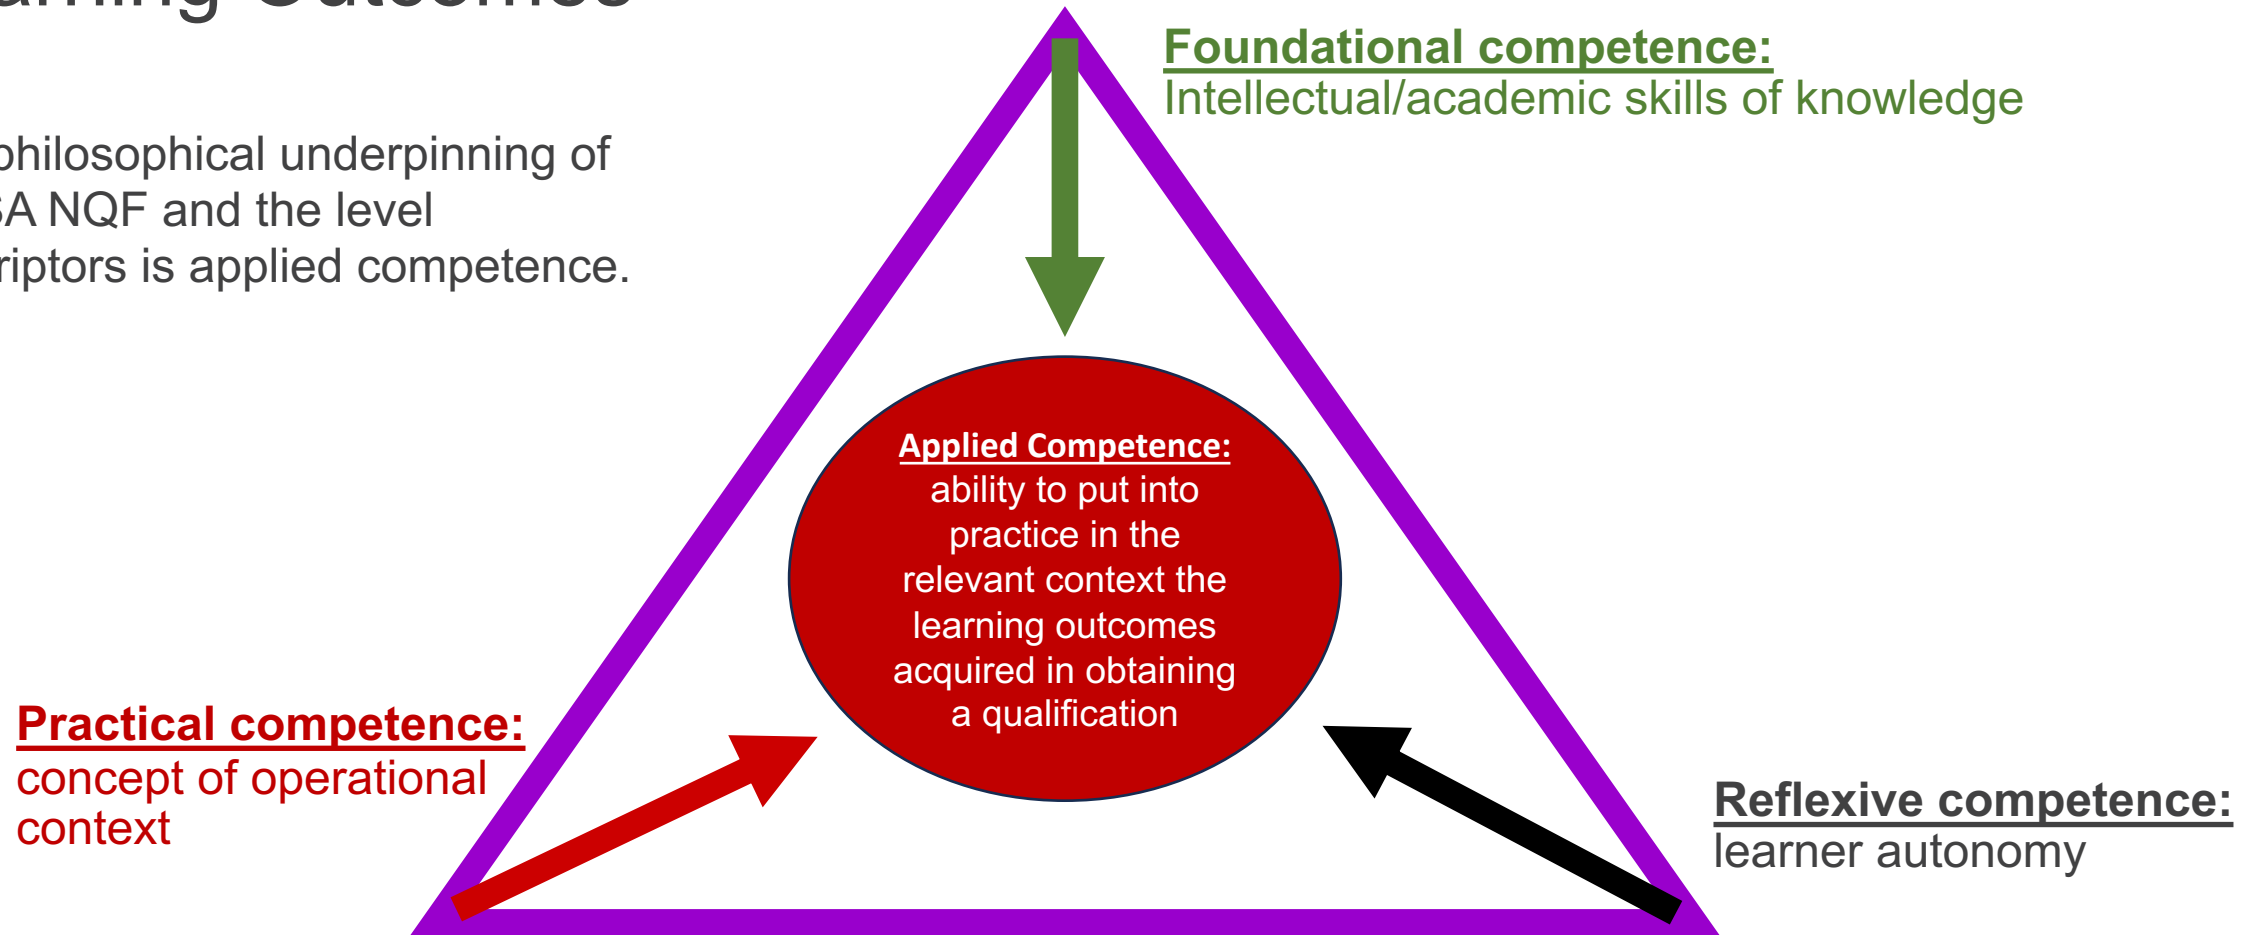 Outcomes
philosophical underpinning of
NQF and the level
is applied competence.
Foundational competence:
Intellectual/academic skills of knowledge
Applied Competence:
ability to put into
practice in the
relevant context the
learning outcomes
acquired in obtaining
a qualification
Practical competence:
concept of operational
context
Reflexive competence:
learner autonomy